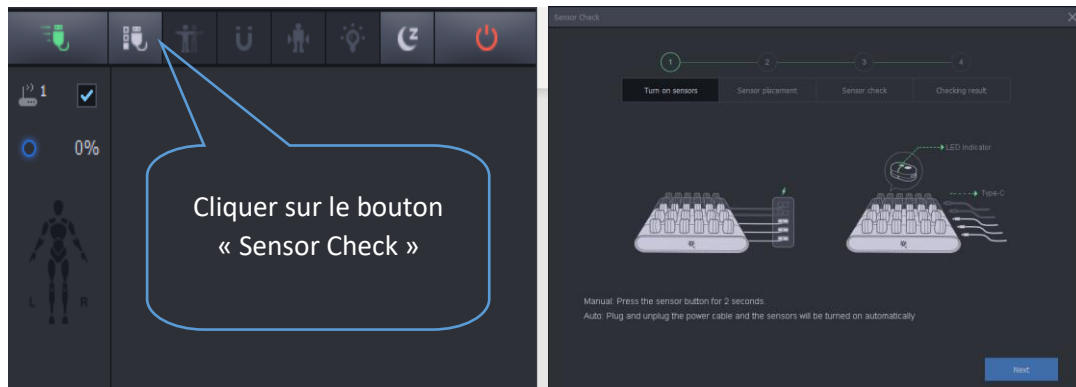 z
1
0%
Cliquer sur le bouton
« Sensor Check »
L R
Sensor Check
1 2 3 4
Turn on sensors Sensor placement Sensor check Checking result
LED indicator
Type-C
Manual: Press the sensor button for 2 seconds.
Auto: Plug and unplug the power cable and the sensors will be turned on automatically
Next